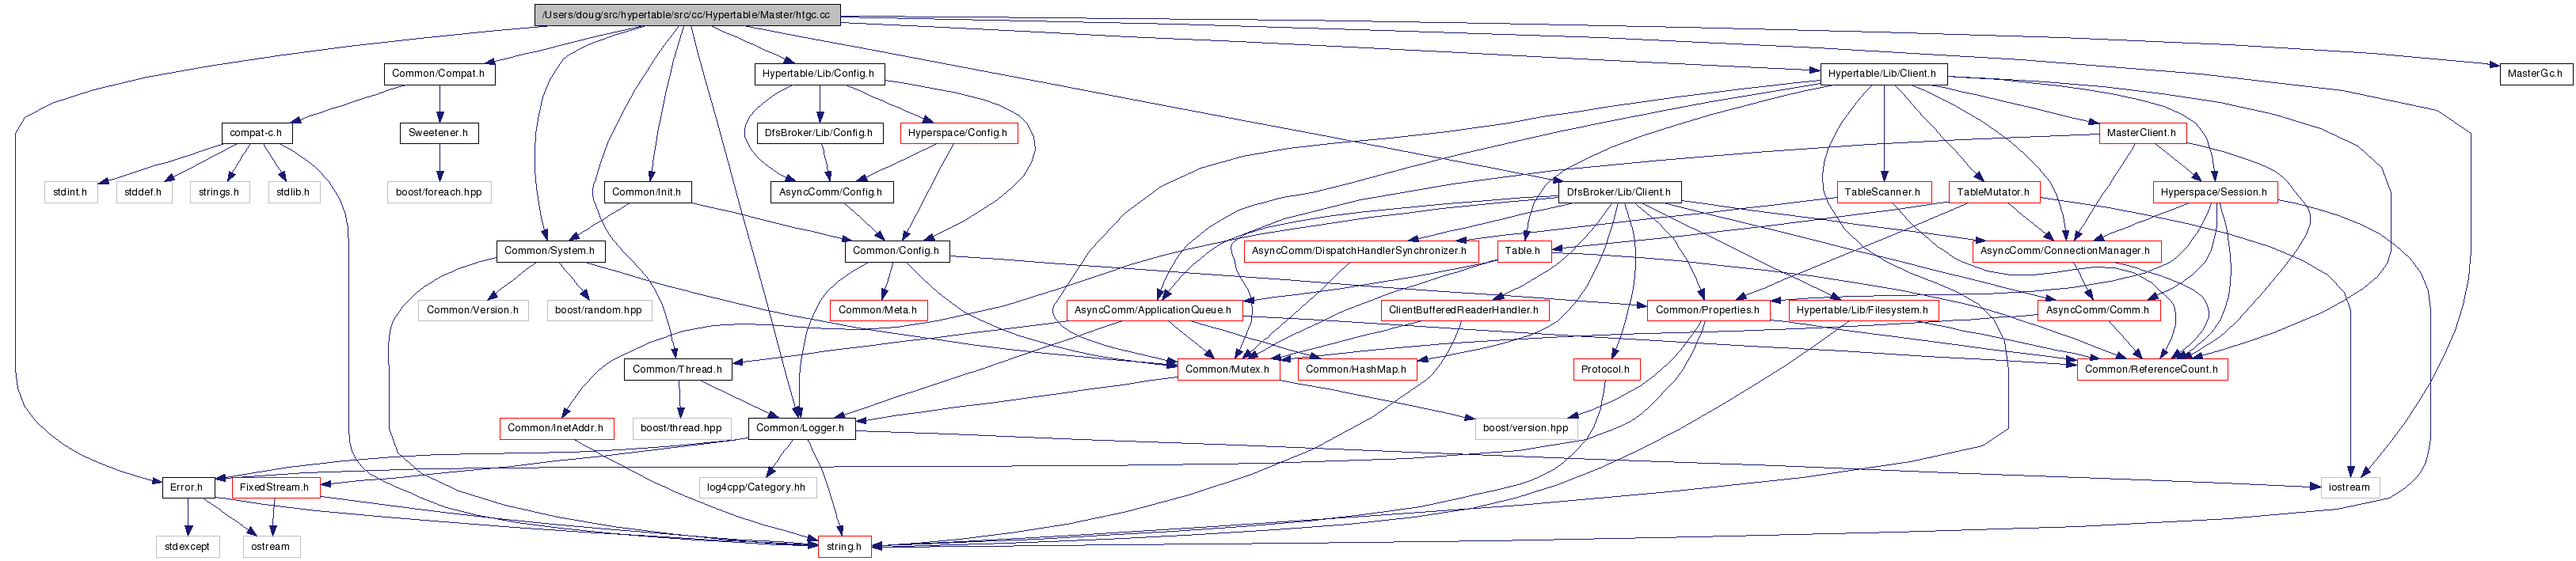 /Users/doug/src/hypertable/src/cc/Hypertable/Master/htgc.cc
Common/Compat.h
Hypertable/Lib/Config.h
Hypertable/Lib/Client.h
MasterGc.h
compat-c.h
Sweetener.h
DfsBroker/Lib/Config.h
Hyperspace/Config.h
MasterClient.h
stdint.h
stddef.h
strings.h
stdlib.h
boost/foreach.hpp
Common/Init.h
AsyncComm/Config.h
DfsBroker/Lib/Client.h
TableScanner.h
TableMutator.h
Hyperspace/Session.h
Common/System.h
Common/Config.h
AsyncComm/DispatchHandlerSynchronizer.h
Table.h
AsyncComm/ConnectionManager.h
Common/Version.h
boost/random.hpp
Common/Meta.h
AsyncComm/ApplicationQueue.h
ClientBufferedReaderHandler.h
Common/Properties.h
Hypertable/Lib/Filesystem.h
AsyncComm/Comm.h
Common/Thread.h
Common/Mutex.h
Common/HashMap.h
Protocol.h
Common/ReferenceCount.h
Common/InetAddr.h
boost/thread.hpp
Common/Logger.h
boost/version.hpp
Error.h
FixedStream.h
log4cpp/Category.hh
iostream
stdexcept
ostream
string.h